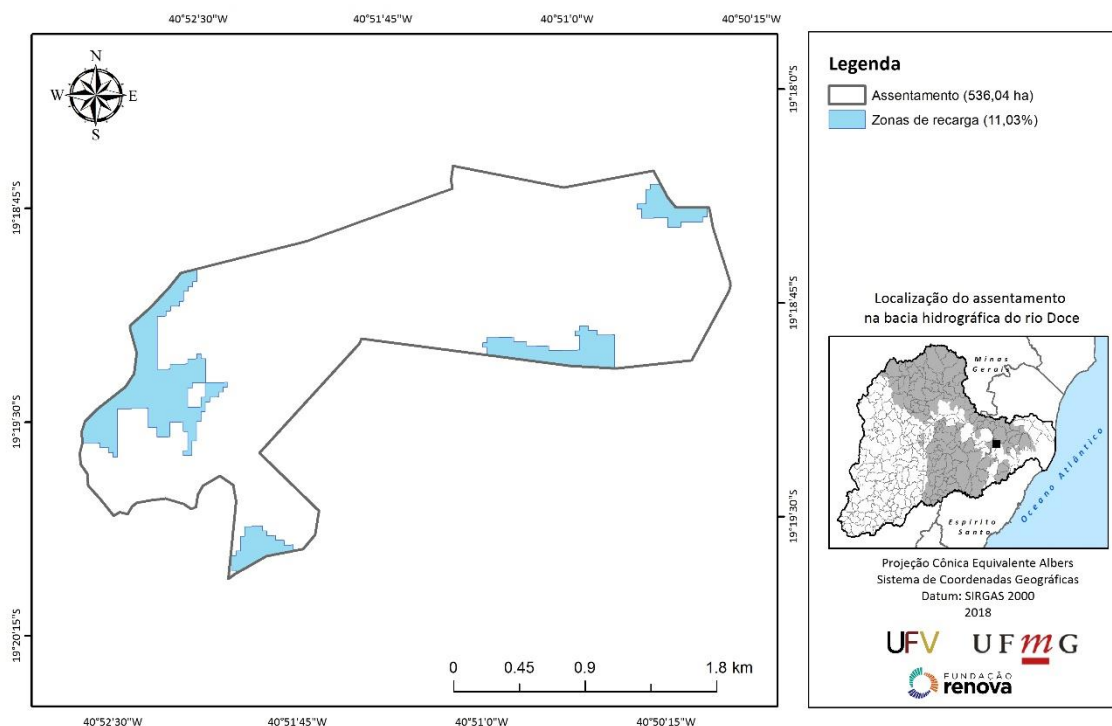 40°52'30"W 40°51'45"W 40°51'0"W 40°50'15"W
N
W E
S
19°18'0"S
19°18'45"S
19°18'45"S
19°19'30"S
19°19'30"S
19°20'15"S
0 0.45 0.9 1.8 km
40°52'30"W 40°51'45"W 40°51'0"W 40°50'15"W
Legenda
Assentamento (536,04 ha)
Zonas de recarga (11,03%)
Localização do assentamento
na bacia hidrográfica do rio Doce
Minas
Gerais
Oceano Atlântico
Espírito
Santo
Projeção Cônica Equivalente Albers
Sistema de Coordenadas Geográficas
Datum: SIRGAS 2000
2018
UFV UFmG
FUNDAÇÃO
renova